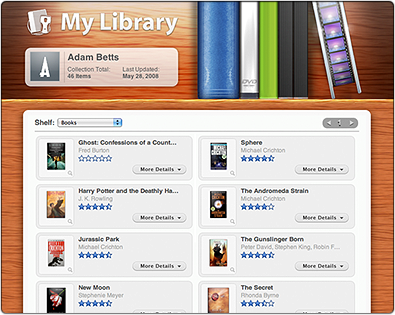 My Library
Adam Betts
Collection Total:
46 Items
Last Updated:
May 28, 2008
DVD
Shelf: Books
1
Ghost: Confessions of a Count...
Fred Burton
More Details
Sphere
Michael Crichton
More Details
Harry Potter and the Deathly Ha...
J. K. Rowling
More Details
The Andromeda Strain
Michael Crichton
More Details
Jurassic Park
Michael Crichton
More Details
The Gunslinger Born
Peter David, Stephen King, Robin F...
More Details
New Moon
Stephenie Meyer
The Secret
Rhonda Byrne